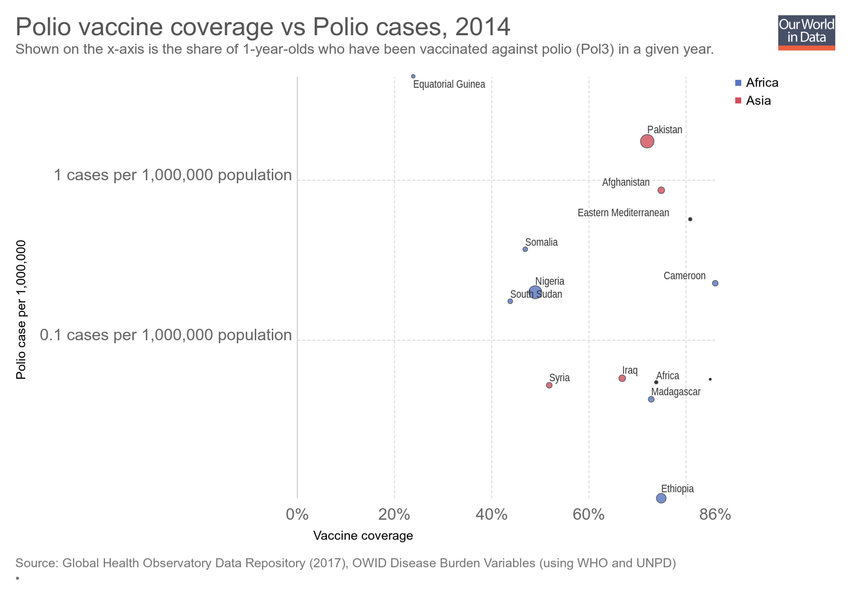 Polio vaccine coverage vs Polio cases, 2014
Shown on the x-axis is the share of 1-year-olds who have been vaccinated against polio (Pol3) in a given year.
Our World
in Data
Africa
Asia
Equatorial Guinea
Pakistan
1 cases per 1,000,000 population
Afghanistan
Eastern Mediterranean
Somalia
Cameroon
Nigeria
South Sudan
Polio case per 1,000,000
0.1 cases per 1,000,000 population
Iraq
Africa
Syria
Madagascar
Ethiopia
0%
20%
40%
60%
86%
Vaccine coverage
Source: Global Health Observatory Data Repository (2017), OWID Disease Burden Variables (using WHO and UNPD)
•